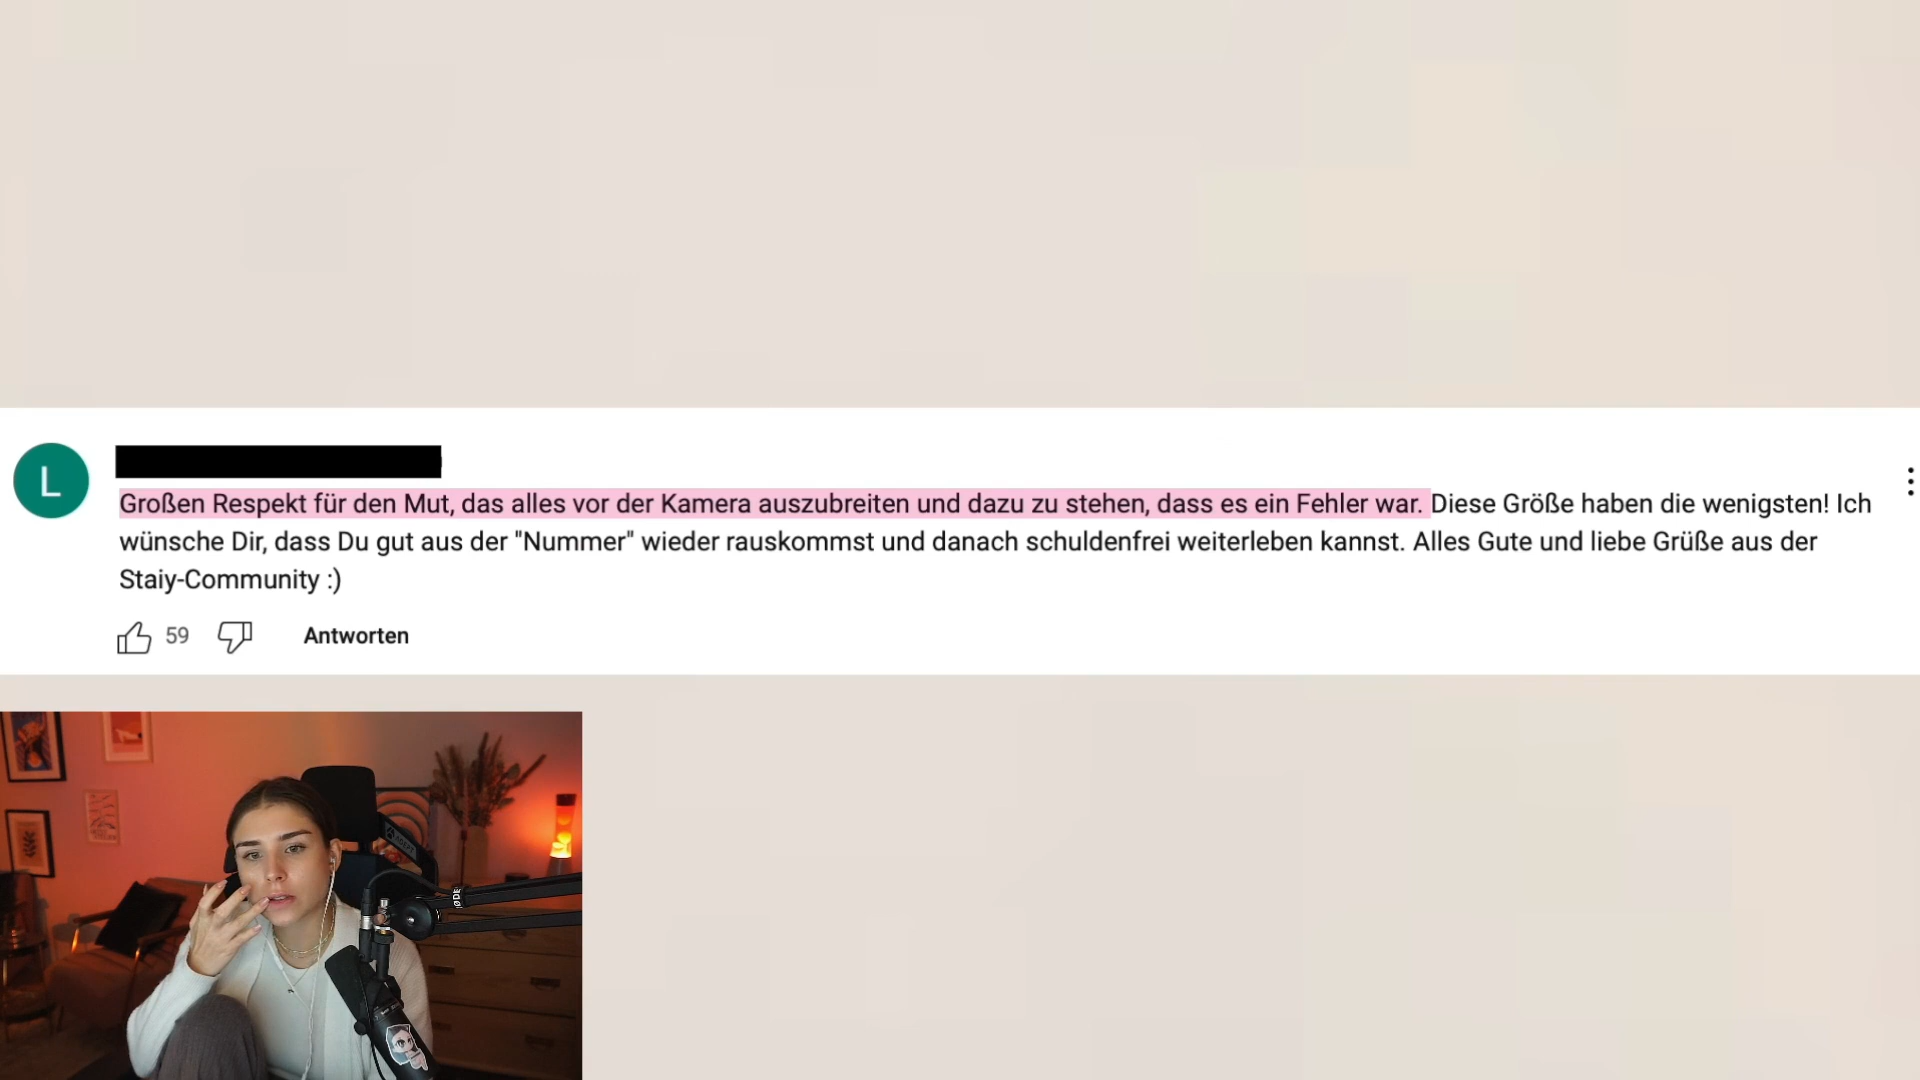 L
Großen Respekt für den Mut, das alles vor der Kamera auszubreiten und dazu zu stehen, dass es ein Fehler war. Diese Größe haben die wenigsten! Ich
wünsche Dir, dass Du gut aus der "Nummer" wieder rauskommst und danach schuldenfrei weiterleben kannst. Alles Gute und liebe Grüße aus der
Staiy-Community :)
59
Antworten
RØDE